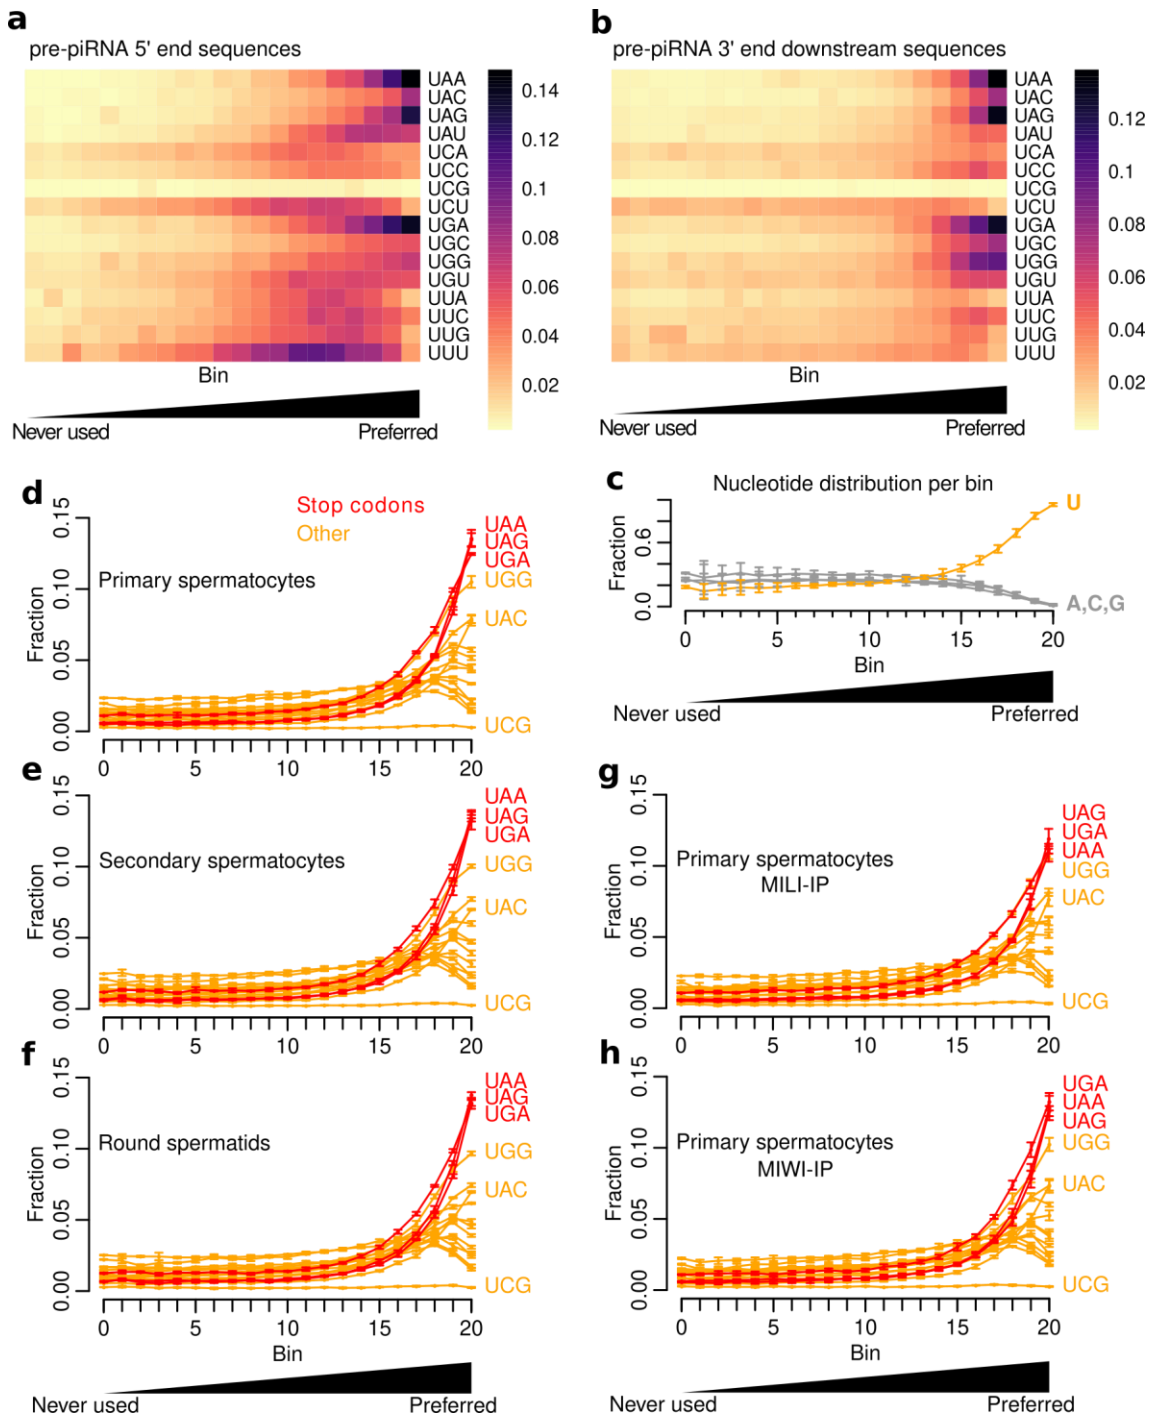 a
pre-piRNA 5' end sequences
UAA
UAC
UAG
UAU
UCA
UCC
UCG
UCU
UGA
UGC
UGG
UGU
UUA
UUC
UUG
UUU
0.14
0.12
0.1
0.08
0.06
0.04
0.02
Bin
Never used
Preferred
b
pre-piRNA 3' end downstream sequences
UAA
UAC
UAG
UAU
UCA
UCC
UCG
UCU
UGA
UGC
UGG
UGU
UUA
UUC
UUG
UUU
0.12
0.1
0.08
0.06
0.04
0.02
Bin
Never used
Preferred
c
Nucleotide distribution per bin
U
A,C,G
Fraction
0.6
0.0
0 5 10 15 20
Bin
Never used
Preferred
d
Stop codons
Other
Primary spermatocytes
Fraction
0.15
0.10
0.05
0.00
UAA
UAG
UGA
UGG
UAC
UCG
0 5 10 15 20
e
Secondary spermatocytes
Fraction
0.15
0.10
0.05
0.00
UAA
UAG
UGA
UGG
UAC
UCG
0 5 10 15 20
f
Round spermatids
Fraction
0.15
0.10
0.05
0.00
UAA
UAG
UGA
UGG
UAC
UCG
0 5 10 15 20
Bin
Never used
Preferred
g
Primary spermatocytes
MILI-IP
Fraction
0.15
0.10
0.05
0.00
UAG
UGA
UAA
UGG
UAC
UCG
0 5 10 15 20
h
Primary spermatocytes
MIWI-IP
Fraction
0.15
0.10
0.05
0.00
UGA
UAA
UAG
UGG
UAC
UCG
0 5 10 15 20
Bin
Never used
Preferred